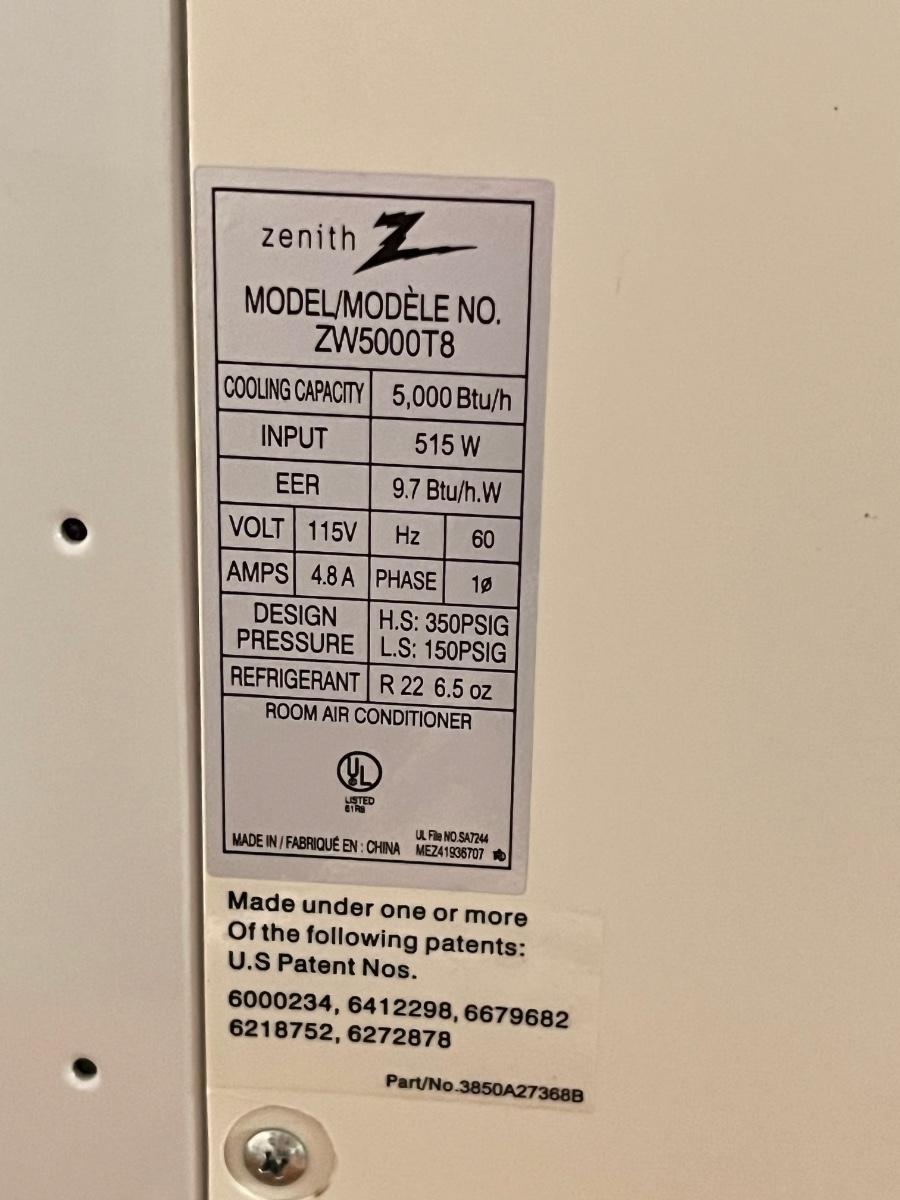 zenith
MODEL/MODÈLE NO.
ZW5000T8
COOLING CAPACITY 5,000 Btu/h
INPUT 515 W
EER 9.7 Btu/h.W
VOLT 115V Hz 60
AMPS 4.8 A PHASE 1ø
DESIGN PRESSURE H.S: 350PSIG
L.S: 150PSIG
REFRIGERANT R 22 6.5 oz
ROOM AIR CONDITIONER
UL
LISTED
61R8
UL File NO.SA7244
MADE IN / FABRIQUÉ EN : CHINA MEZ41936707
Made under one or more
Of the following patents:
U.S Patent Nos.
6000234, 6412298, 6679682
6218752, 6272878
Part/No.3850A27368B